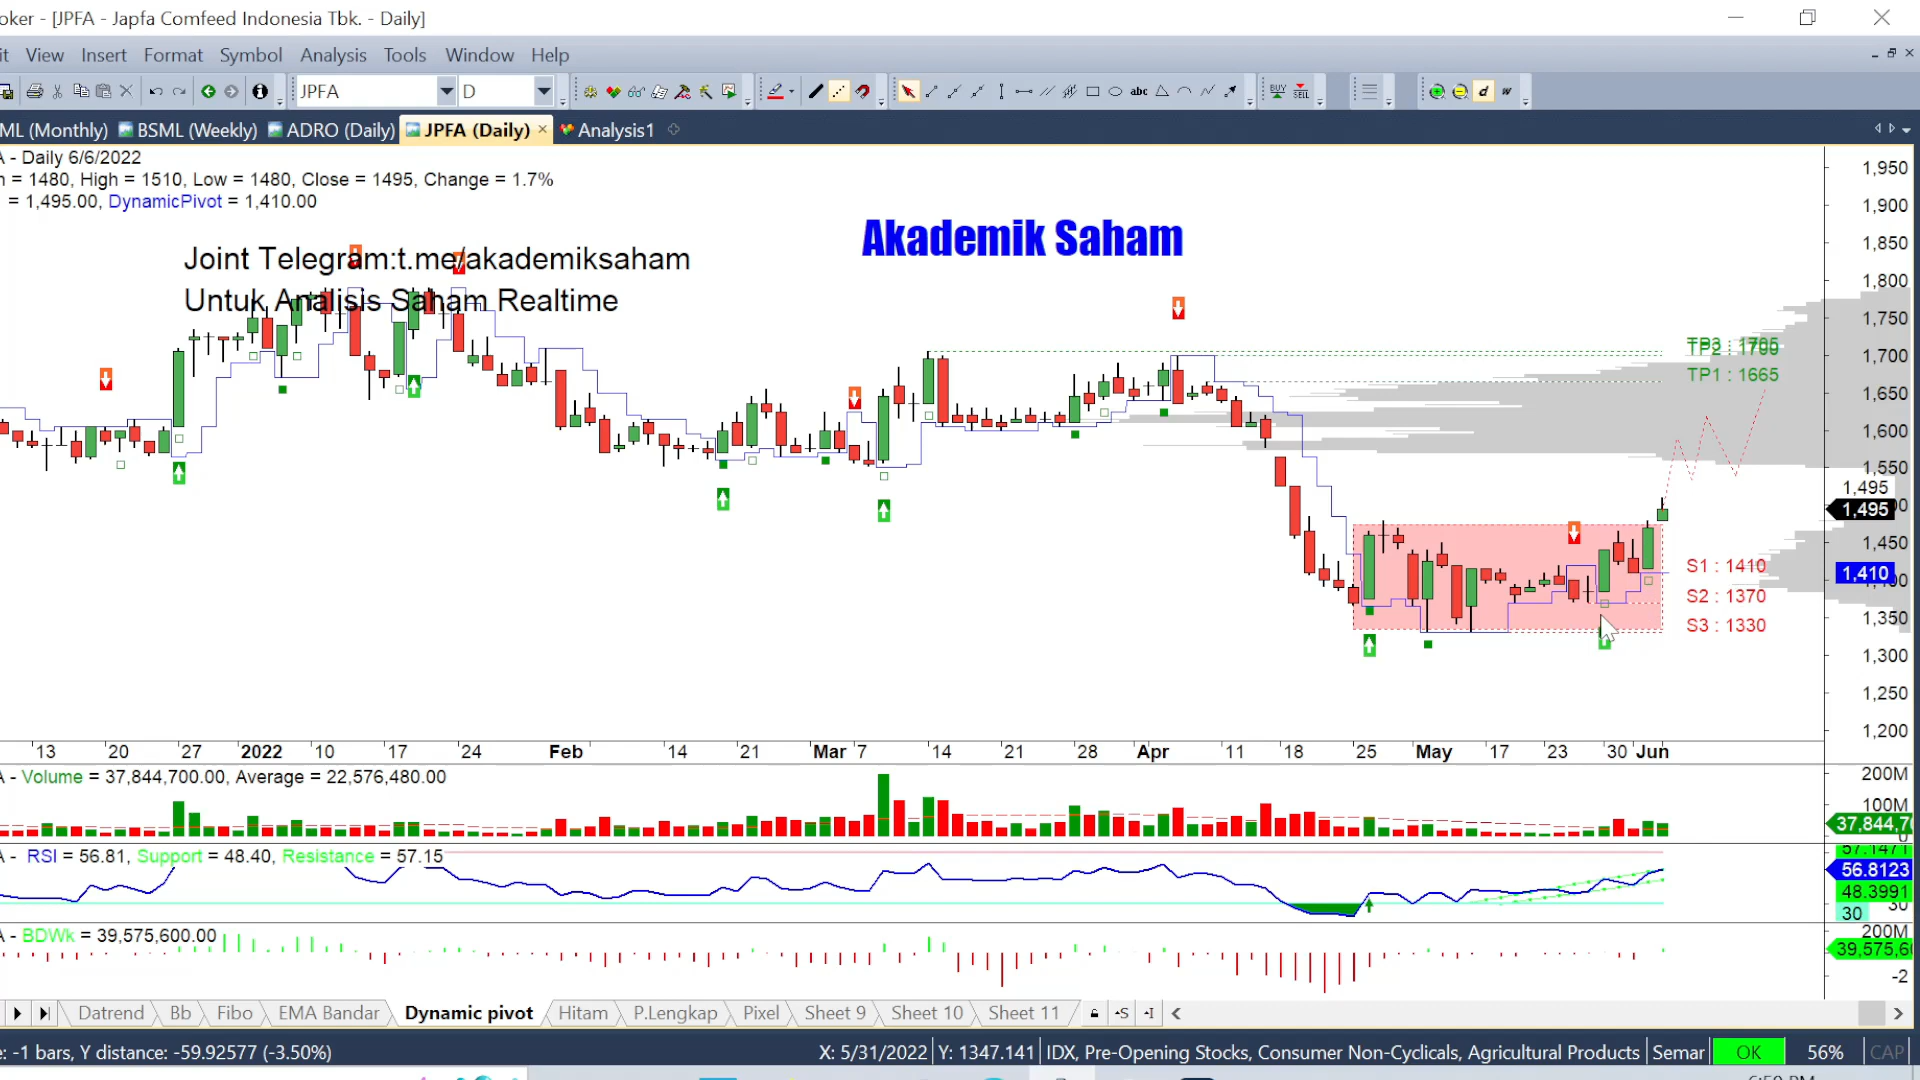 oker - [JPFA - Japfa Comfeed Indonesia Tbk. - Daily]
it View Insert Format Symbol Analysis Tools Window Help
JPFA D abc BUY SELL d w
ML (Monthly) BSML (Weekly) ADRO (Daily) JPFA (Daily) Analysis1
A - Daily 6/6/2022
n = 1480, High = 1510, Low = 1480, Close = 1495, Change = 1.7%
= 1,495.00, DynamicPivot = 1,410.00
Joint Telegram:t.me/akademiksaham
Untuk Analisis Saham Realtime
Akademik Saham
TP2 : 1700
TP1 : 1665
S1 : 1410
S2 : 1370
S3 : 1330
1,950
1,900
1,850
1,800
1,750
1,700
1,650
1,600
1,550
1,495
1,495
1,450
1,410
1,350
1,300
1,250
1,200
13 20 27 2022 10 17 24 Feb 14 21 Mar 7 14 21 28 Apr 11 18 25 May 17 23 30 Jun
A - Volume = 37,844,700.00, Average = 22,576,480.00
200M
100M
37,844,70
A - RSI = 56.81, Support = 48.40, Resistance = 57.15
57.1471
56.8123
48.3991
30
A - BDWk = 39,575,600.00
200M
39,575,60
-2
Datrend Bb Fibo EMA Bandar Dynamic pivot Hitam P.Lengkap Pixel Sheet 9 Sheet 10 Sheet 11 -S -I
e: -1 bars, Y distance: -59.92577 (-3.50%) X: 5/31/2022 Y: 1347.141 IDX, Pre-Opening Stocks, Consumer Non-Cyclicals, Agricultural Products Semar OK 56% CAP